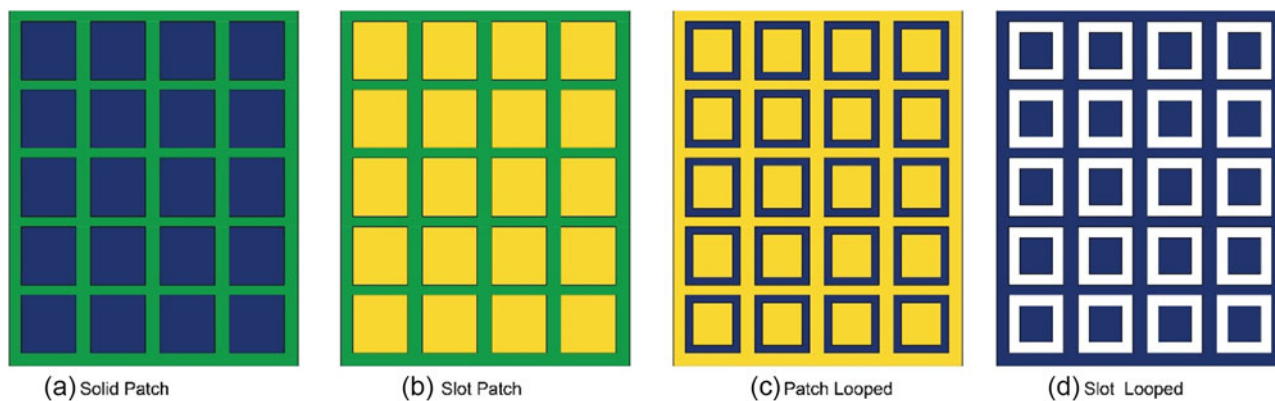 (a) Solid Patch
(b) Slot Patch
(c) Patch Looped
(d) Slot Looped